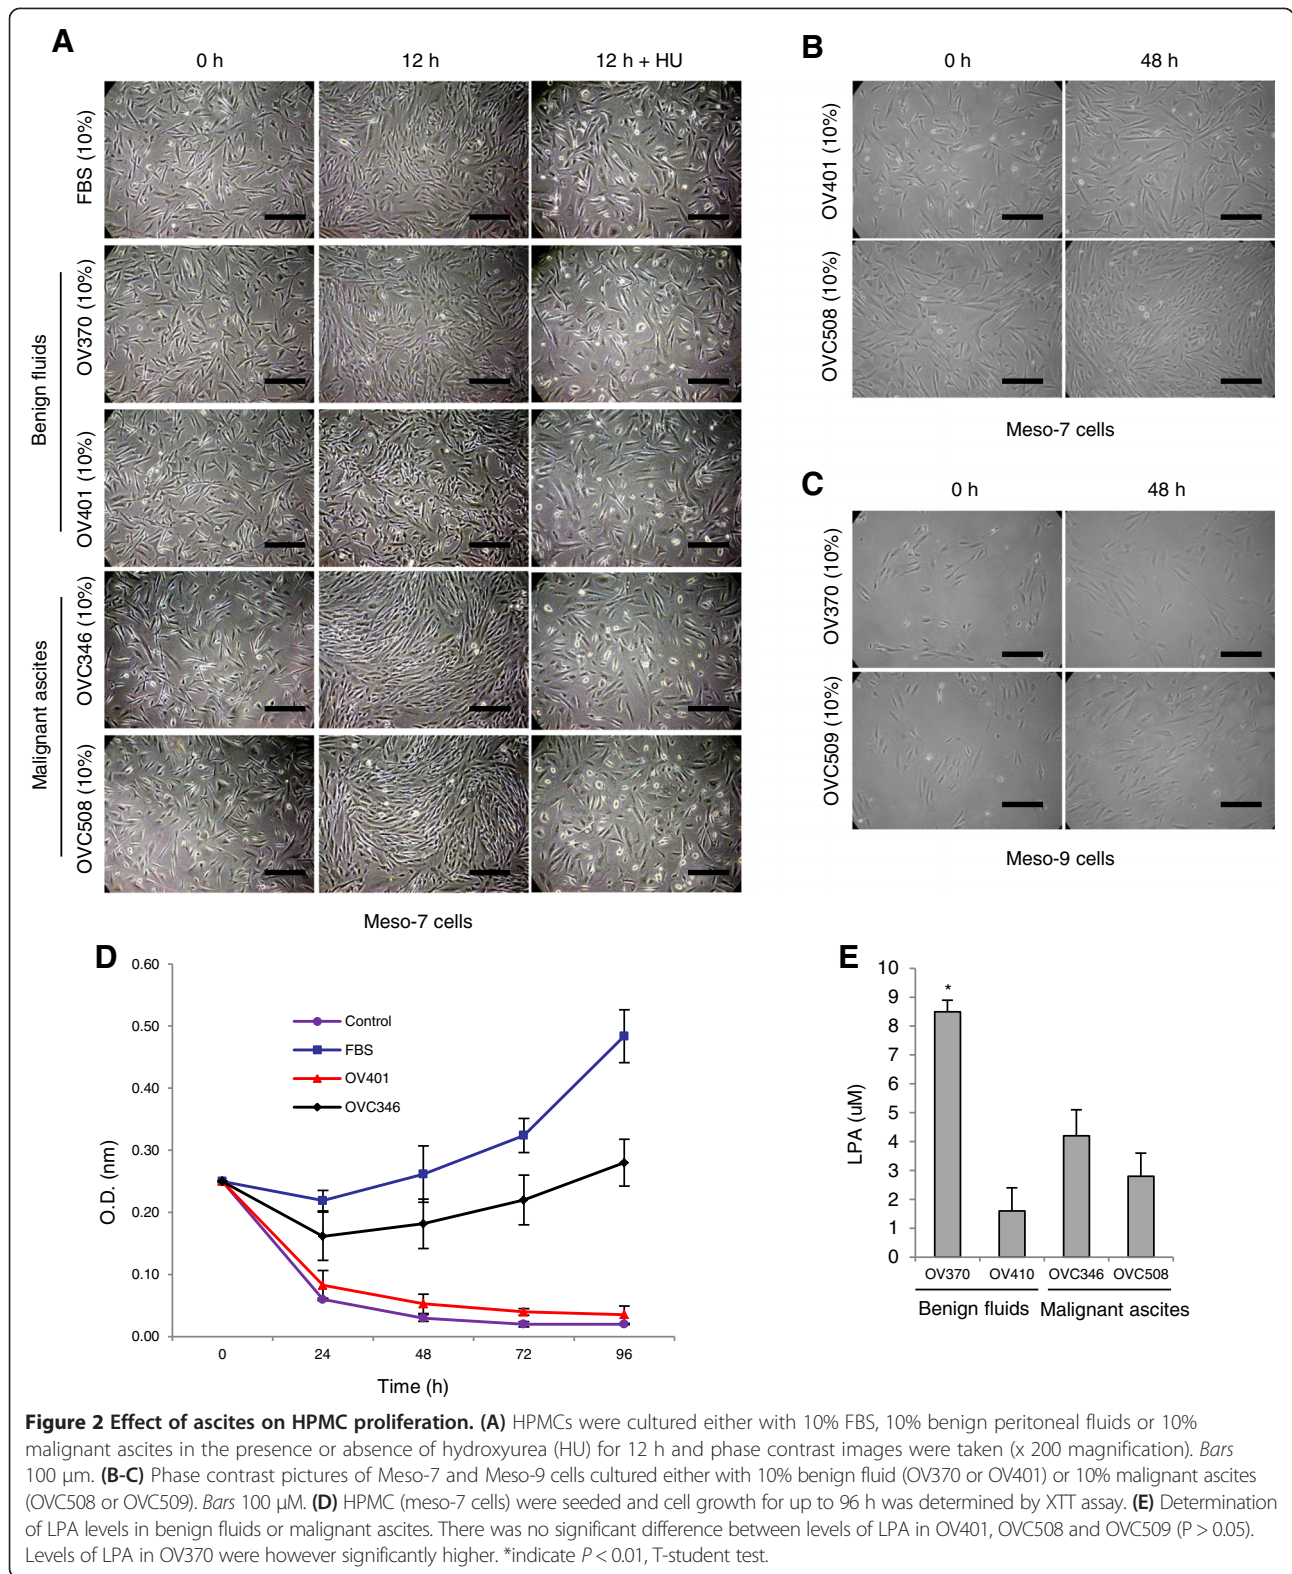 A
0 h
12 h
12 h + HU
FBS (10%)
Benign fluids
OV370 (10%)
OV401 (10%)
Malignant ascites
OVC346 (10%)
OVC508 (10%)
Meso-7 cells
B
0 h
48 h
OV401 (10%)
OVC508 (10%)
Meso-7 cells
C
0 h
48 h
OV370 (10%)
OVC509 (10%)
Meso-9 cells
D
0.60
0.50
0.40
0.30
0.20
0.10
0.00
O.D. (nm)
Control
FBS
OV401
OVC346
0 24 48 72 96
Time (h)
E
10
9
8
7
6
5
4
3
2
1
0
LPA (uM)
*
OV370 OV410 OVC346 OVC508
Benign fluids Malignant ascites
Figure 2 Effect of ascites on HPMC proliferation. (A) HPMCs were cultured either with 10% FBS, 10% benign peritoneal fluids or 10%
malignant ascites in the presence or absence of hydroxyurea (HU) for 12 h and phase contrast images were taken (x 200 magnification). Bars
100 μm. (B-C) Phase contrast pictures of Meso-7 and Meso-9 cells cultured either with 10% benign fluid (OV370 or OV401) or 10% malignant ascites
(OVC508 or OVC509). Bars 100 μM. (D) HPMC (meso-7 cells) were seeded and cell growth for up to 96 h was determined by XTT assay. (E) Determination
of LPA levels in benign fluids or malignant ascites. There was no significant difference between levels of LPA in OV401, OVC508 and OVC509 (P > 0.05).
Levels of LPA in OV370 were however significantly higher. *indicate P < 0.01, T-student test.